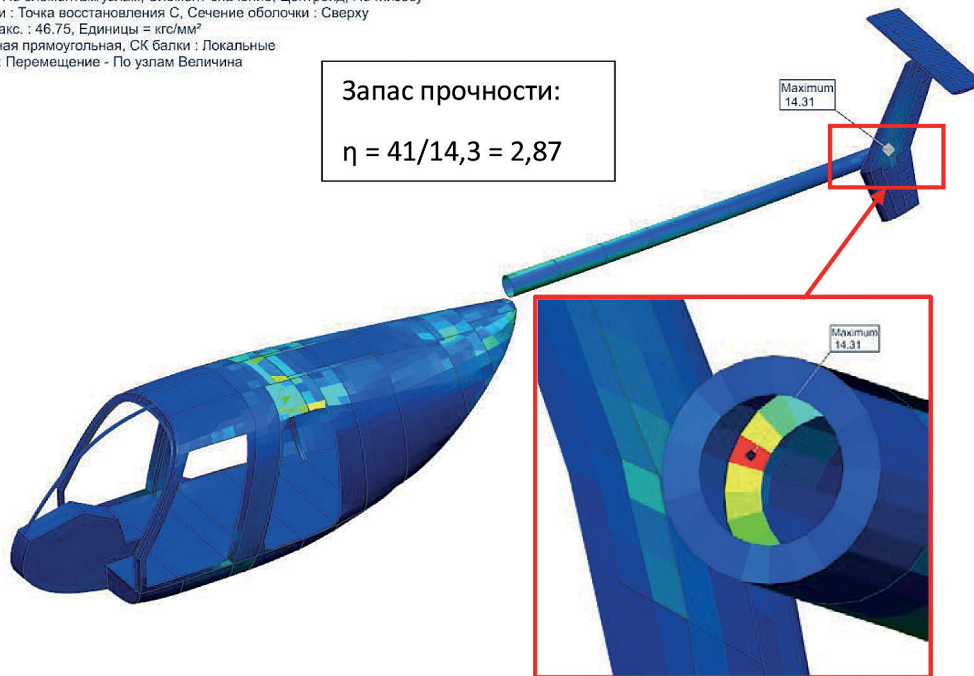 и : Точка восстановления C, Сечение оболочки : Сверху
акс. : 46.75, Единицы = кгс/мм²
ная прямоугольная, СК балки : Локальные
: Перемещение - По узлам Величина
Запас прочности:
η = 41/14,3 = 2,87
Maximum
14.31
Maximum
14.31